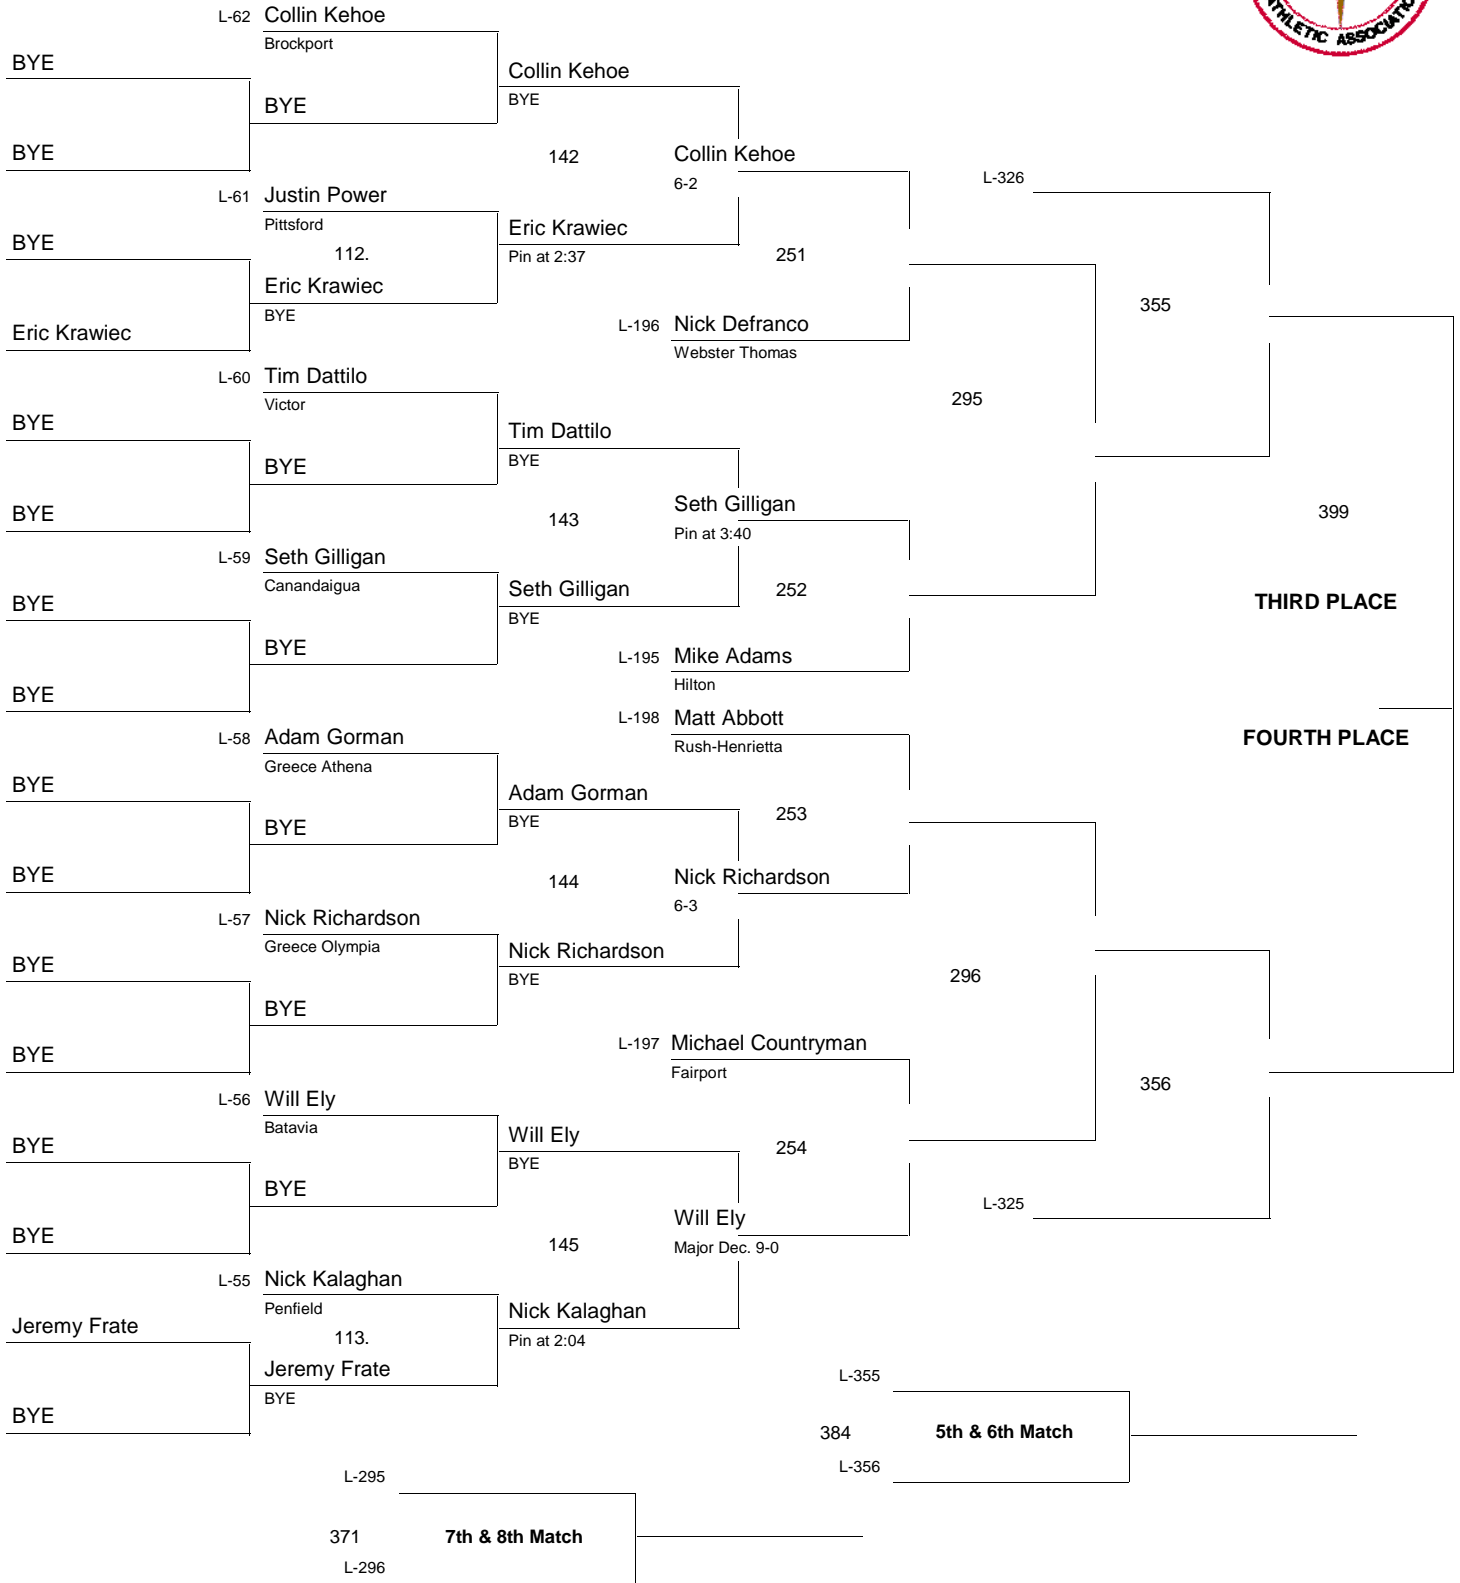 ATHLETIC ASSOCIATIO
L-62 Collin Kehoe
Brockport
BYE
Collin Kehoe
BYE
BYE
BYE
142
Collin Kehoe
6-2
L-326
L-61 Justin Power
Pittsford
BYE
Eric Krawiec
Pin at 2:37
112.
251
Eric Krawiec
BYE
355
Eric Krawiec
L-196 Nick Defranco
Webster Thomas
L-60 Tim Dattilo
Victor
295
BYE
Tim Dattilo
BYE
BYE
BYE
143
Seth Gilligan
Pin at 3:40
399
L-59 Seth Gilligan
Canandaigua
Seth Gilligan
BYE
252
BYE
THIRD PLACE
BYE
L-195 Mike Adams
Hilton
BYE
L-198 Matt Abbott
Rush-Henrietta
L-58 Adam Gorman
Greece Athena
FOURTH PLACE
BYE
Adam Gorman
BYE
253
BYE
BYE
144
Nick Richardson
6-3
L-57 Nick Richardson
Greece Olympia
BYE
Nick Richardson
BYE
296
BYE
L-197 Michael Countryman
Fairport
BYE
356
L-56 Will Ely
Batavia
BYE
Will Ely
BYE
254
BYE
L-325
BYE
Will Ely
Major Dec. 9-0
145
L-55 Nick Kalaghan
Penfield
Jeremy Frate
Nick Kalaghan
Pin at 2:04
113.
Jeremy Frate
BYE
L-355
BYE
384 5th & 6th Match
L-356
L-295
371 7th & 8th Match
L-296